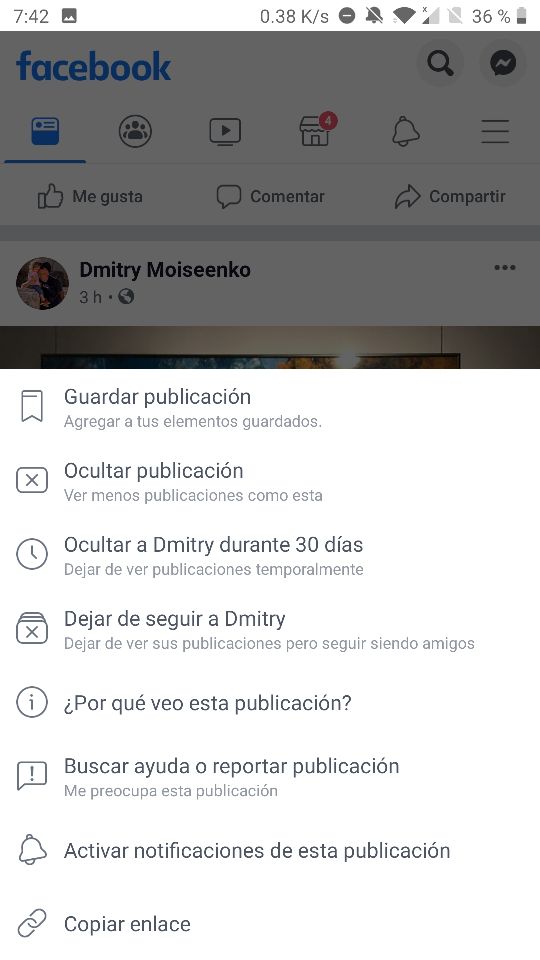 7:42 0.38 K/s 36 %
facebook
4
Me gusta Comentar Compartir
Dmitry Moiseenko
3 h •
Guardar publicación
Agregar a tus elementos guardados.
Ocultar publicación
Ver menos publicaciones como esta
Ocultar a Dmitry durante 30 días
Dejar de ver publicaciones temporalmente
Dejar de seguir a Dmitry
Dejar de ver sus publicaciones pero seguir siendo amigos
¿Por qué veo esta publicación?
Buscar ayuda o reportar publicación
Me preocupa esta publicación
Activar notificaciones de esta publicación
Copiar enlace